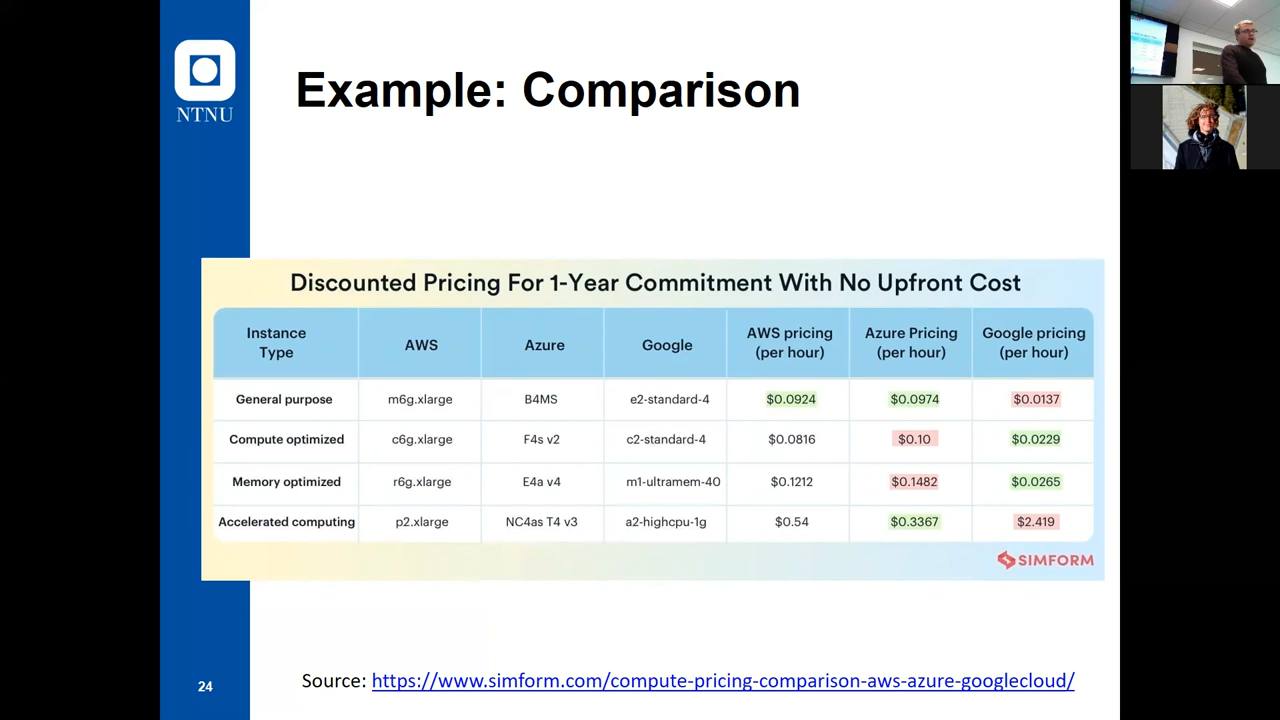 NTNU
Example: Comparison
Discounted Pricing For 1-Year Commitment With No Upfront Cost
Instance Type AWS Azure Google AWS pricing (per hour) Azure Pricing (per hour) Google pricing (per hour)
General purpose m6g.xlarge B4MS e2-standard-4 $0.0924 $0.0974 $0.0137
Compute optimized c6g.xlarge F4s v2 c2-standard-4 $0.0816 $0.10 $0.0229
Memory optimized r6g.xlarge E4a v4 m1-ultramem-40 $0.1212 $0.1482 $0.0265
Accelerated computing p2.xlarge NC4as T4 v3 a2-highcpu-1g $0.54 $0.3367 $2.419
SIMFORM
24
Source: https://www.simform.com/compute-pricing-comparison-aws-azure-googlecloud/